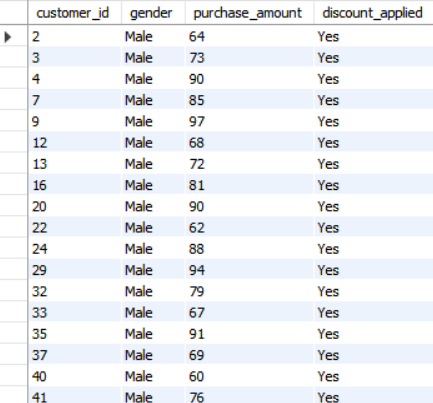 customer_id gender purchase_amount discount_applied
2 Male 64 Yes
3 Male 73 Yes
4 Male 90 Yes
7 Male 85 Yes
9 Male 97 Yes
12 Male 68 Yes
13 Male 72 Yes
16 Male 81 Yes
20 Male 90 Yes
22 Male 62 Yes
24 Male 88 Yes
29 Male 94 Yes
32 Male 79 Yes
33 Male 67 Yes
35 Male 91 Yes
37 Male 69 Yes
40 Male 60 Yes
41 Male 76 Yes